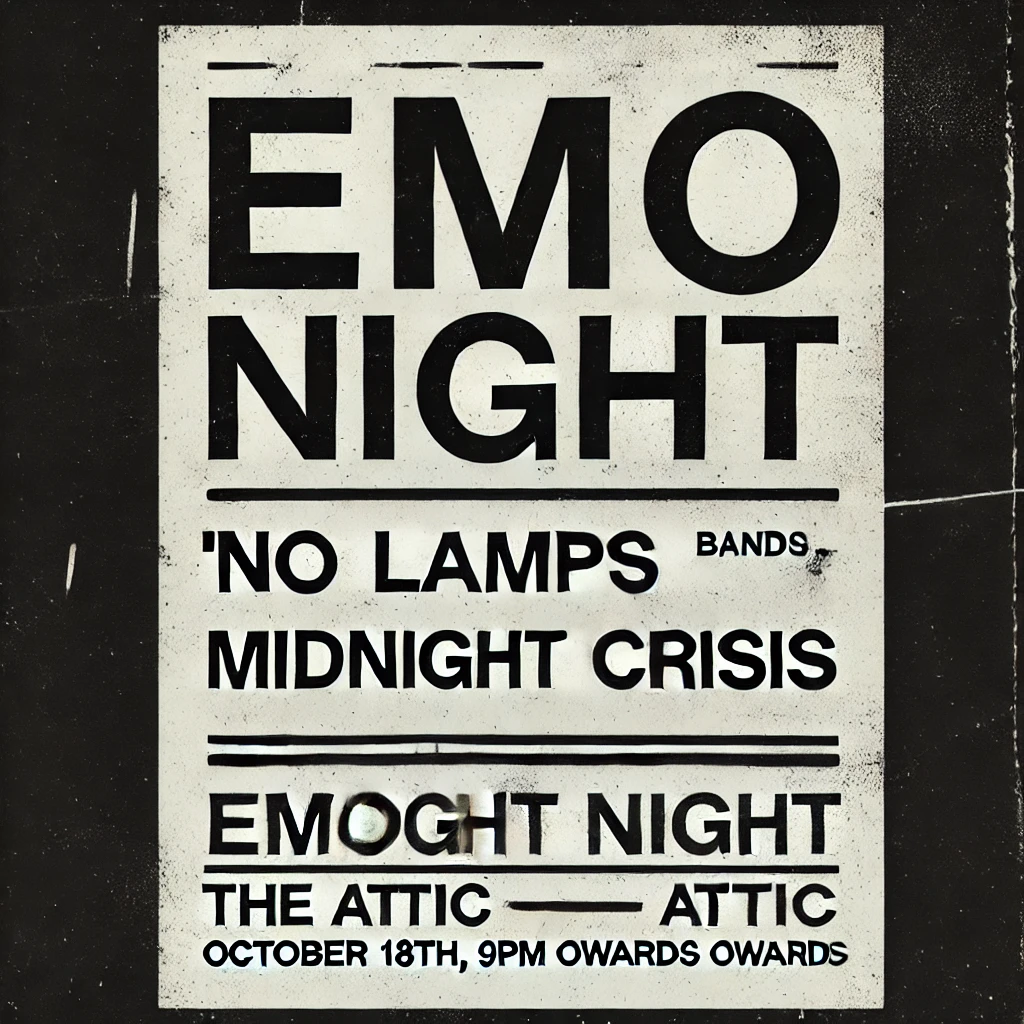 EMO
NIGHT
'NO LAMPS BANDS
MIDNIGHT CRISIS
EMOGHT NIGHT
THE ATTIC — ATTIC
OCTOBER 18TH, 9PM OWARDS OWARDS